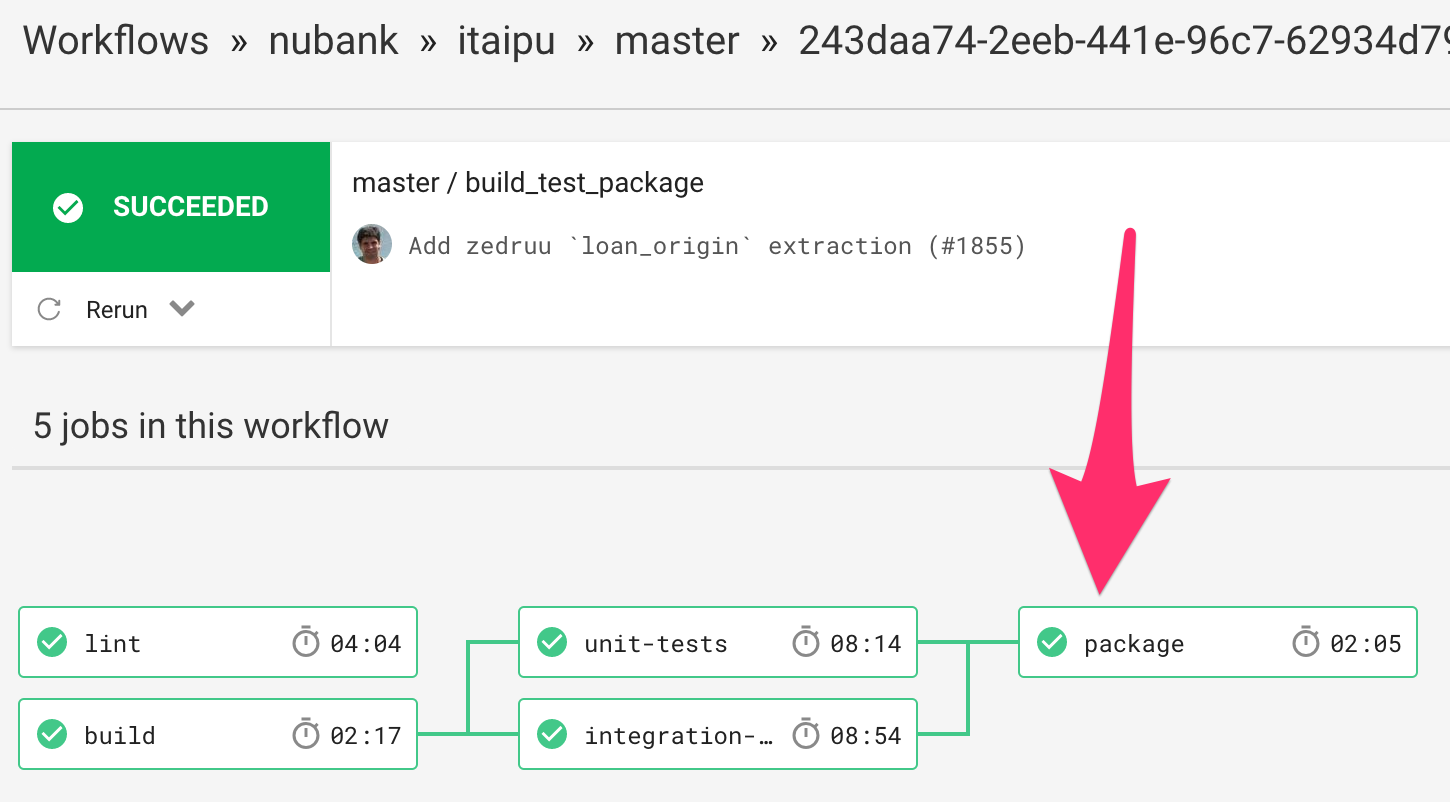 Workflows » nubank » itaipu » master » 243daa74-2eeb-441e-96c7-62934d79
SUCCEEDED
master / build_test_package
Add zedruu `loan_origin` extraction (#1855)
Rerun
5 jobs in this workflow
lint 04:04
unit-tests 08:14
package 02:05
build 02:17
integration-… 08:54